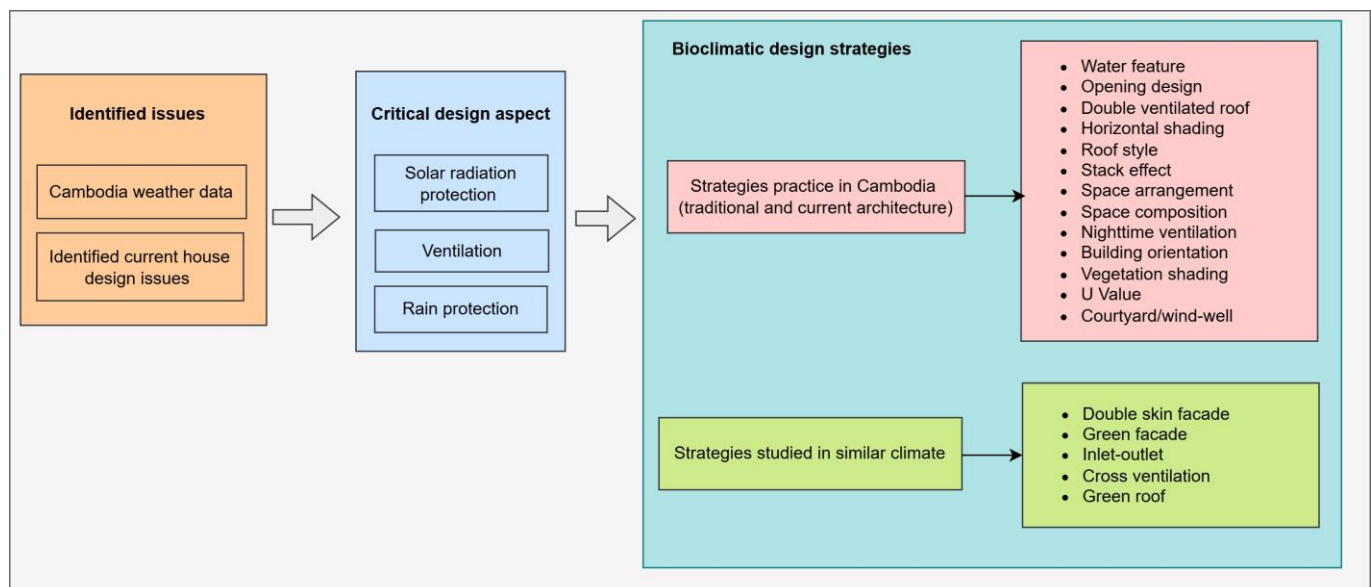 Identified issues
Cambodia weather data
Identified current house
design issues
Critical design aspect
Solar radiation
protection
Ventilation
Rain protection
Bioclimatic design strategies
Strategies practice in Cambodia
(traditional and current architecture)
• Water feature
• Opening design
• Double ventilated roof
• Horizontal shading
• Roof style
• Stack effect
• Space arrangement
• Space composition
• Nighttime ventilation
• Building orientation
• Vegetation shading
• U Value
• Courtyard/wind-well
Strategies studied in similar climate
• Double skin facade
• Green facade
• Inlet-outlet
• Cross ventilation
• Green roof